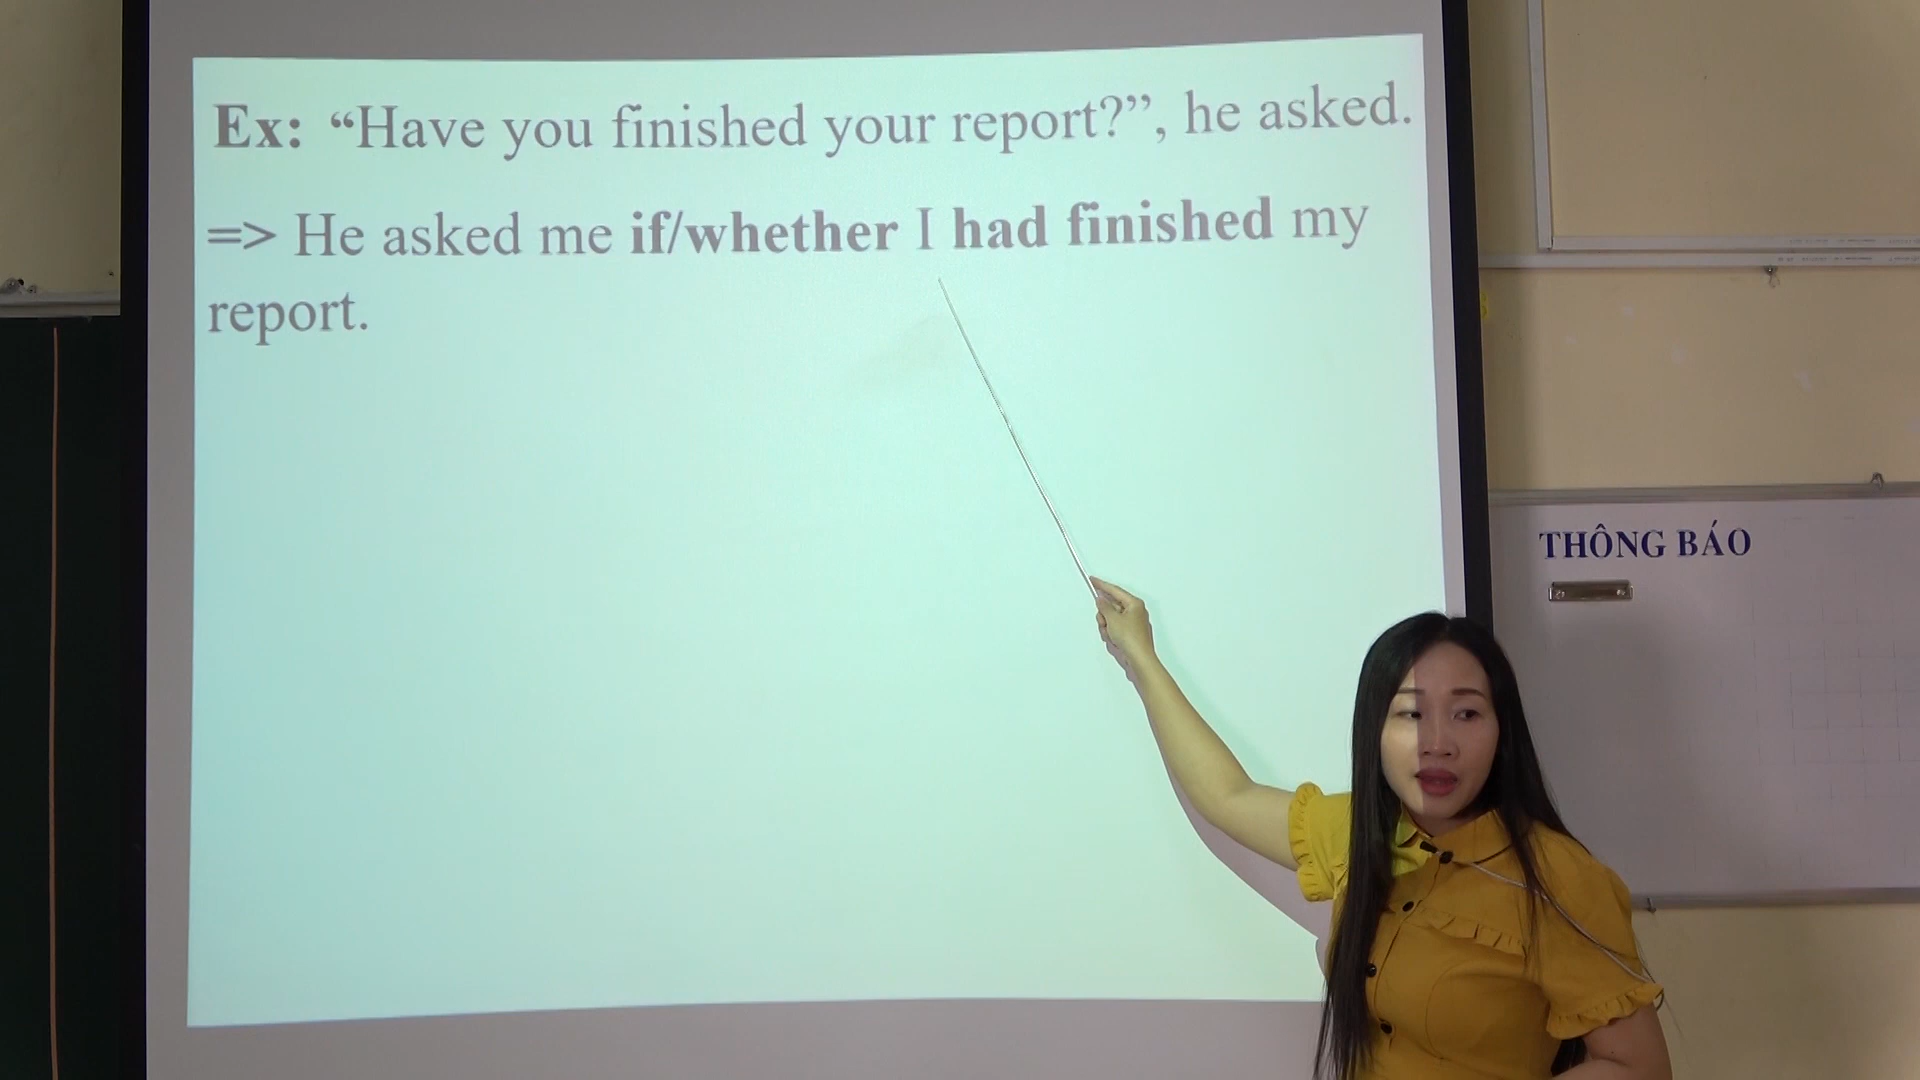 Ex: “Have you finished your report?”, he asked.
=> He asked me if/whether I had finished my
report.
THÔNG BÁO